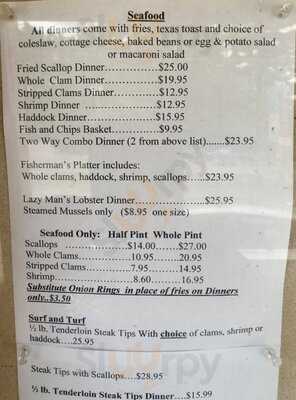 Seafood
All dinners come with fries, texas toast and choice of
coleslaw, cottage cheese, baked beans or egg & potato salad
or macaroni salad
Fried Scallop Dinner...............$25.00
Whole  Clam Dinner...............$19.95
Stripped Clams Dinner............$12.95
Shrimp Dinner  ....................$12.95
Haddock Dinner...................$15.95
Fish and Chips Basket............$9.95
Two Way Combo Dinner (2 from above list).......$23.95
Fisherman's Platter includes:
Whole clams, haddock, shrimp, scallops......$23.95
Lazy Man's Lobster Dinner.....................$25.95
Steamed Mussels only   ($8.95  one size)
Seafood Only:   Half Pint  Whole Pint
Scallops  ...................$14.00.......$27.00
Whole Clams................10.95........20.95
Stripped Clams.............7.95.........14.95
Shrimp........................8.60.........16.95
Substitute Onion Rings  in place of fries on Dinners
only..$3.50
Surf and Turf
½ lb. Tenderloin Steak Tips With choice of clams, shrimp or
haddock....25.95
Steak Tips with Scallops....$28.95
½ lb. Tenderloin Steak Tips Dinner....$15.99